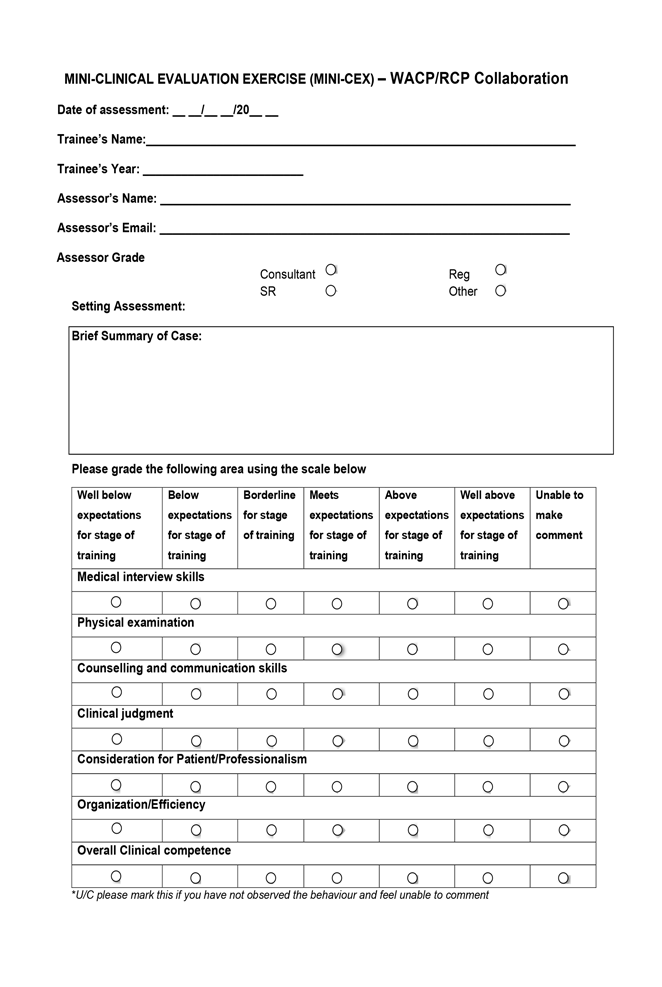 MINI-CLINICAL EVALUATION EXERCISE (MINI-CEX) – WACP/RCP Collaboration
Date of assessment: __ __/__ __/20__ __
Trainee's Name:
Trainee's Year:
Assessor's Name:
Assessor's Email:
Assessor Grade
Consultant Reg
SR Other
Setting Assessment:
Brief Summary of Case:
Please grade the following area using the scale below
Well below expectations for stage of training
Below expectations for stage of training
Borderline for stage of training
Meets expectations for stage of training
Above expectations for stage of training
Well above expectations for stage of training
Unable to make comment
Medical interview skills
Physical examination
Counselling and communication skills
Clinical judgment
Consideration for Patient/Professionalism
Organization/Efficiency
Overall Clinical competence
*U/C please mark this if you have not observed the behaviour and feel unable to comment